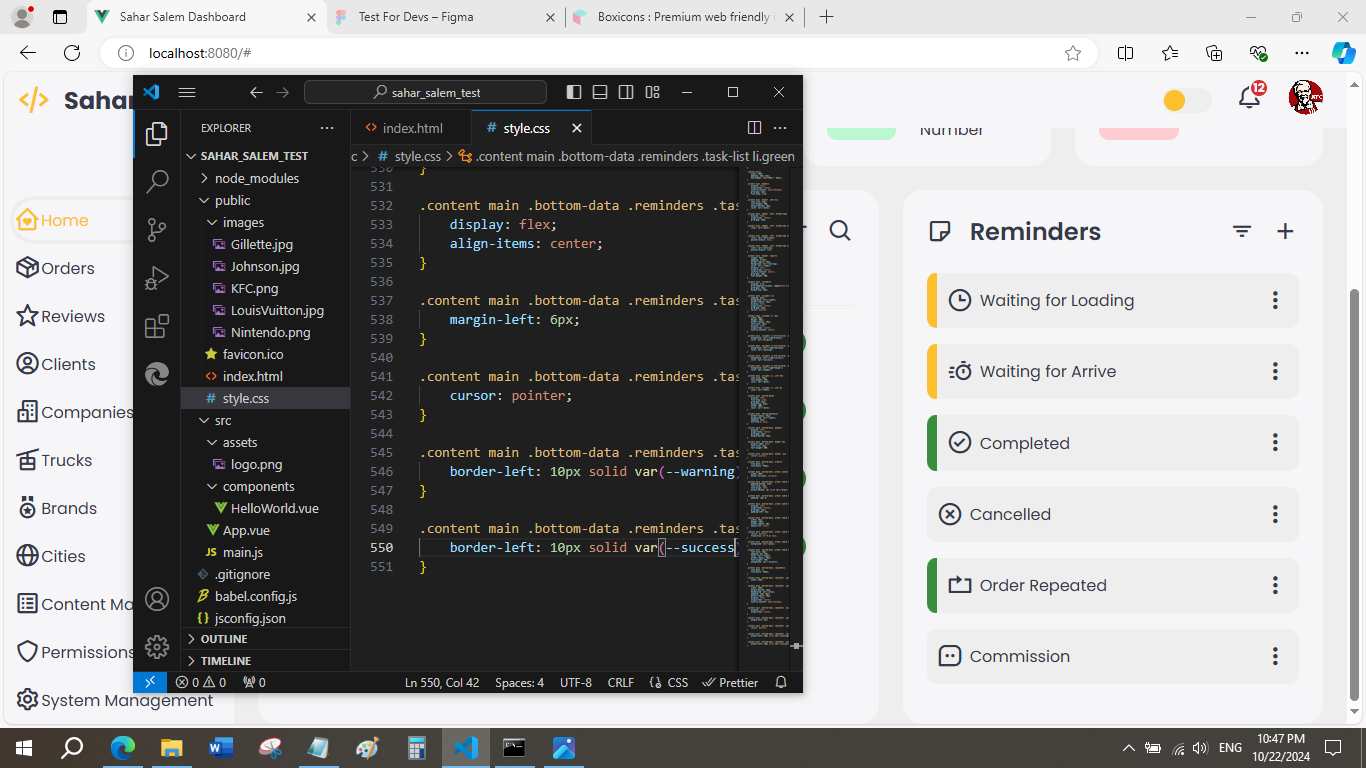 Sahar Salem Dashboard
Test For Devs – Figma
Boxicons : Premium web friendly
localhost:8080/#
</> Sahar
12
Number
Home
Orders
Reviews
Clients
Companies
Trucks
Brands
Cities
Content Ma
Permissions
System Management
sahar_salem_test
EXPLORER
SAHAR_SALEM_TEST
node_modules
public
images
Gillette.jpg
Johnson.jpg
KFC.png
LouisVuitton.jpg
Nintendo.png
favicon.ico
index.html
style.css
src
assets
logo.png
components
HelloWorld.vue
App.vue
JS main.js
.gitignore
babel.config.js
jsconfig.json
OUTLINE
TIMELINE
index.html
# style.css
c > # style.css > .content main .bottom-data .reminders .task-list li.green
530 }
531
532 .content main .bottom-data .reminders .tas
533 display: flex;
534 align-items: center;
535 }
536
537 .content main .bottom-data .reminders .tas
538 margin-left: 6px;
539 }
540
541 .content main .bottom-data .reminders .tas
542 cursor: pointer;
543 }
544
545 .content main .bottom-data .reminders .tas
546 border-left: 10px solid var(--warning)
547 }
548
549 .content main .bottom-data .reminders .tas
550 border-left: 10px solid var(--success)
551 }
0 0 0
Ln 550, Col 42 Spaces: 4 UTF-8 CRLF {} CSS Prettier
Reminders
Waiting for Loading
Waiting for Arrive
Completed
Cancelled
Order Repeated
Commission
ENG
10:47 PM
10/22/2024